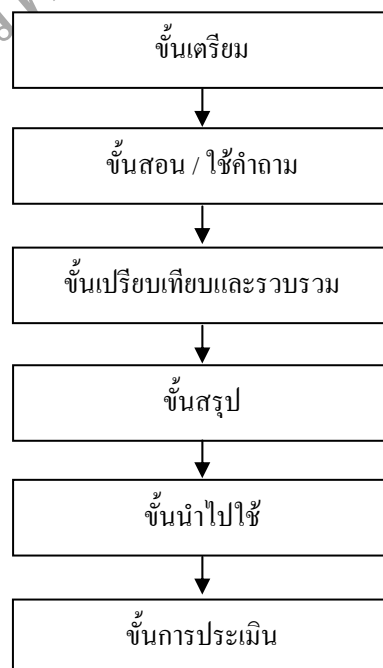 ขั้นเตรียม
ขั้นสอน / ใช้คำถาม
ขั้นเปรียบเทียบและรวบรวม
ขั้นสรุป
ขั้นนำไปใช้
ขั้นการประเมิน